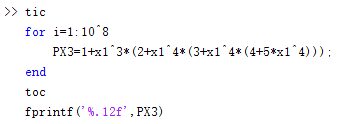 >> tic
for i=1:10^8
PX3=1+x1^3*(2+x1^4*(3+x1^4*(4+5*x1^4)));
end
toc
fprintf('%.12f',PX3)